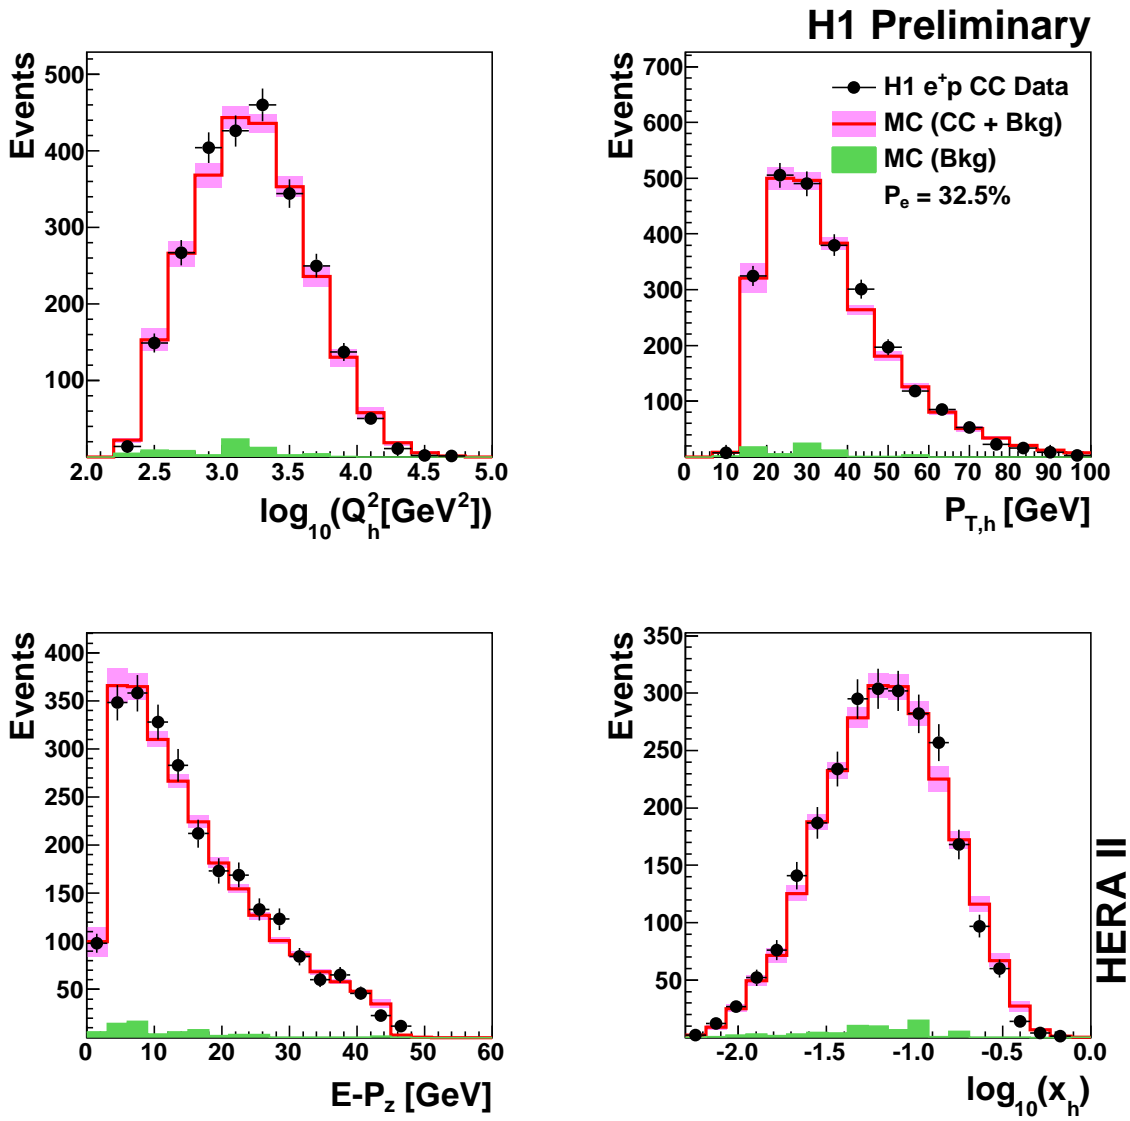 H1 Preliminary
Events
500
400
300
200
100
2.0 2.5 3.0 3.5 4.0 4.5 5.0
log10(Q²h[GeV²])
Events
700
600
500
400
300
200
100
H1 e⁺p CC Data
MC (CC + Bkg)
MC (Bkg)
Pe = 32.5%
0 10 20 30 40 50 60 70 80 90 100
PT,h [GeV]
Events
400
350
300
250
200
150
100
50
0 10 20 30 40 50 60
E-Pz [GeV]
Events
350
300
250
200
150
100
50
-2.0 -1.5 -1.0 -0.5 0.0
log10(xh)
HERA II